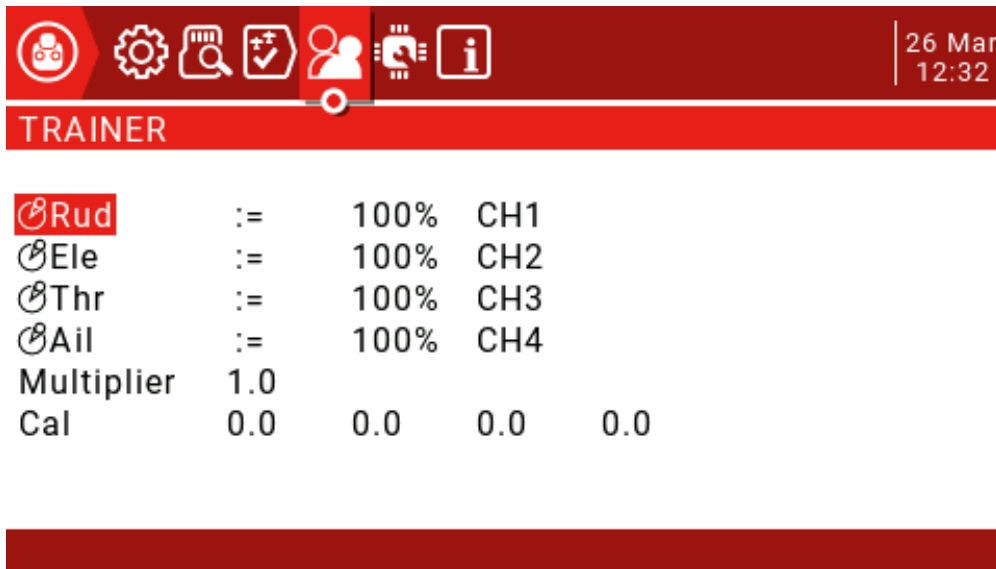 26 Mar
12:32
TRAINER
Rud := 100% CH1
Ele := 100% CH2
Thr := 100% CH3
Ail := 100% CH4
Multiplier 1.0
Cal 0.0 0.0 0.0 0.0